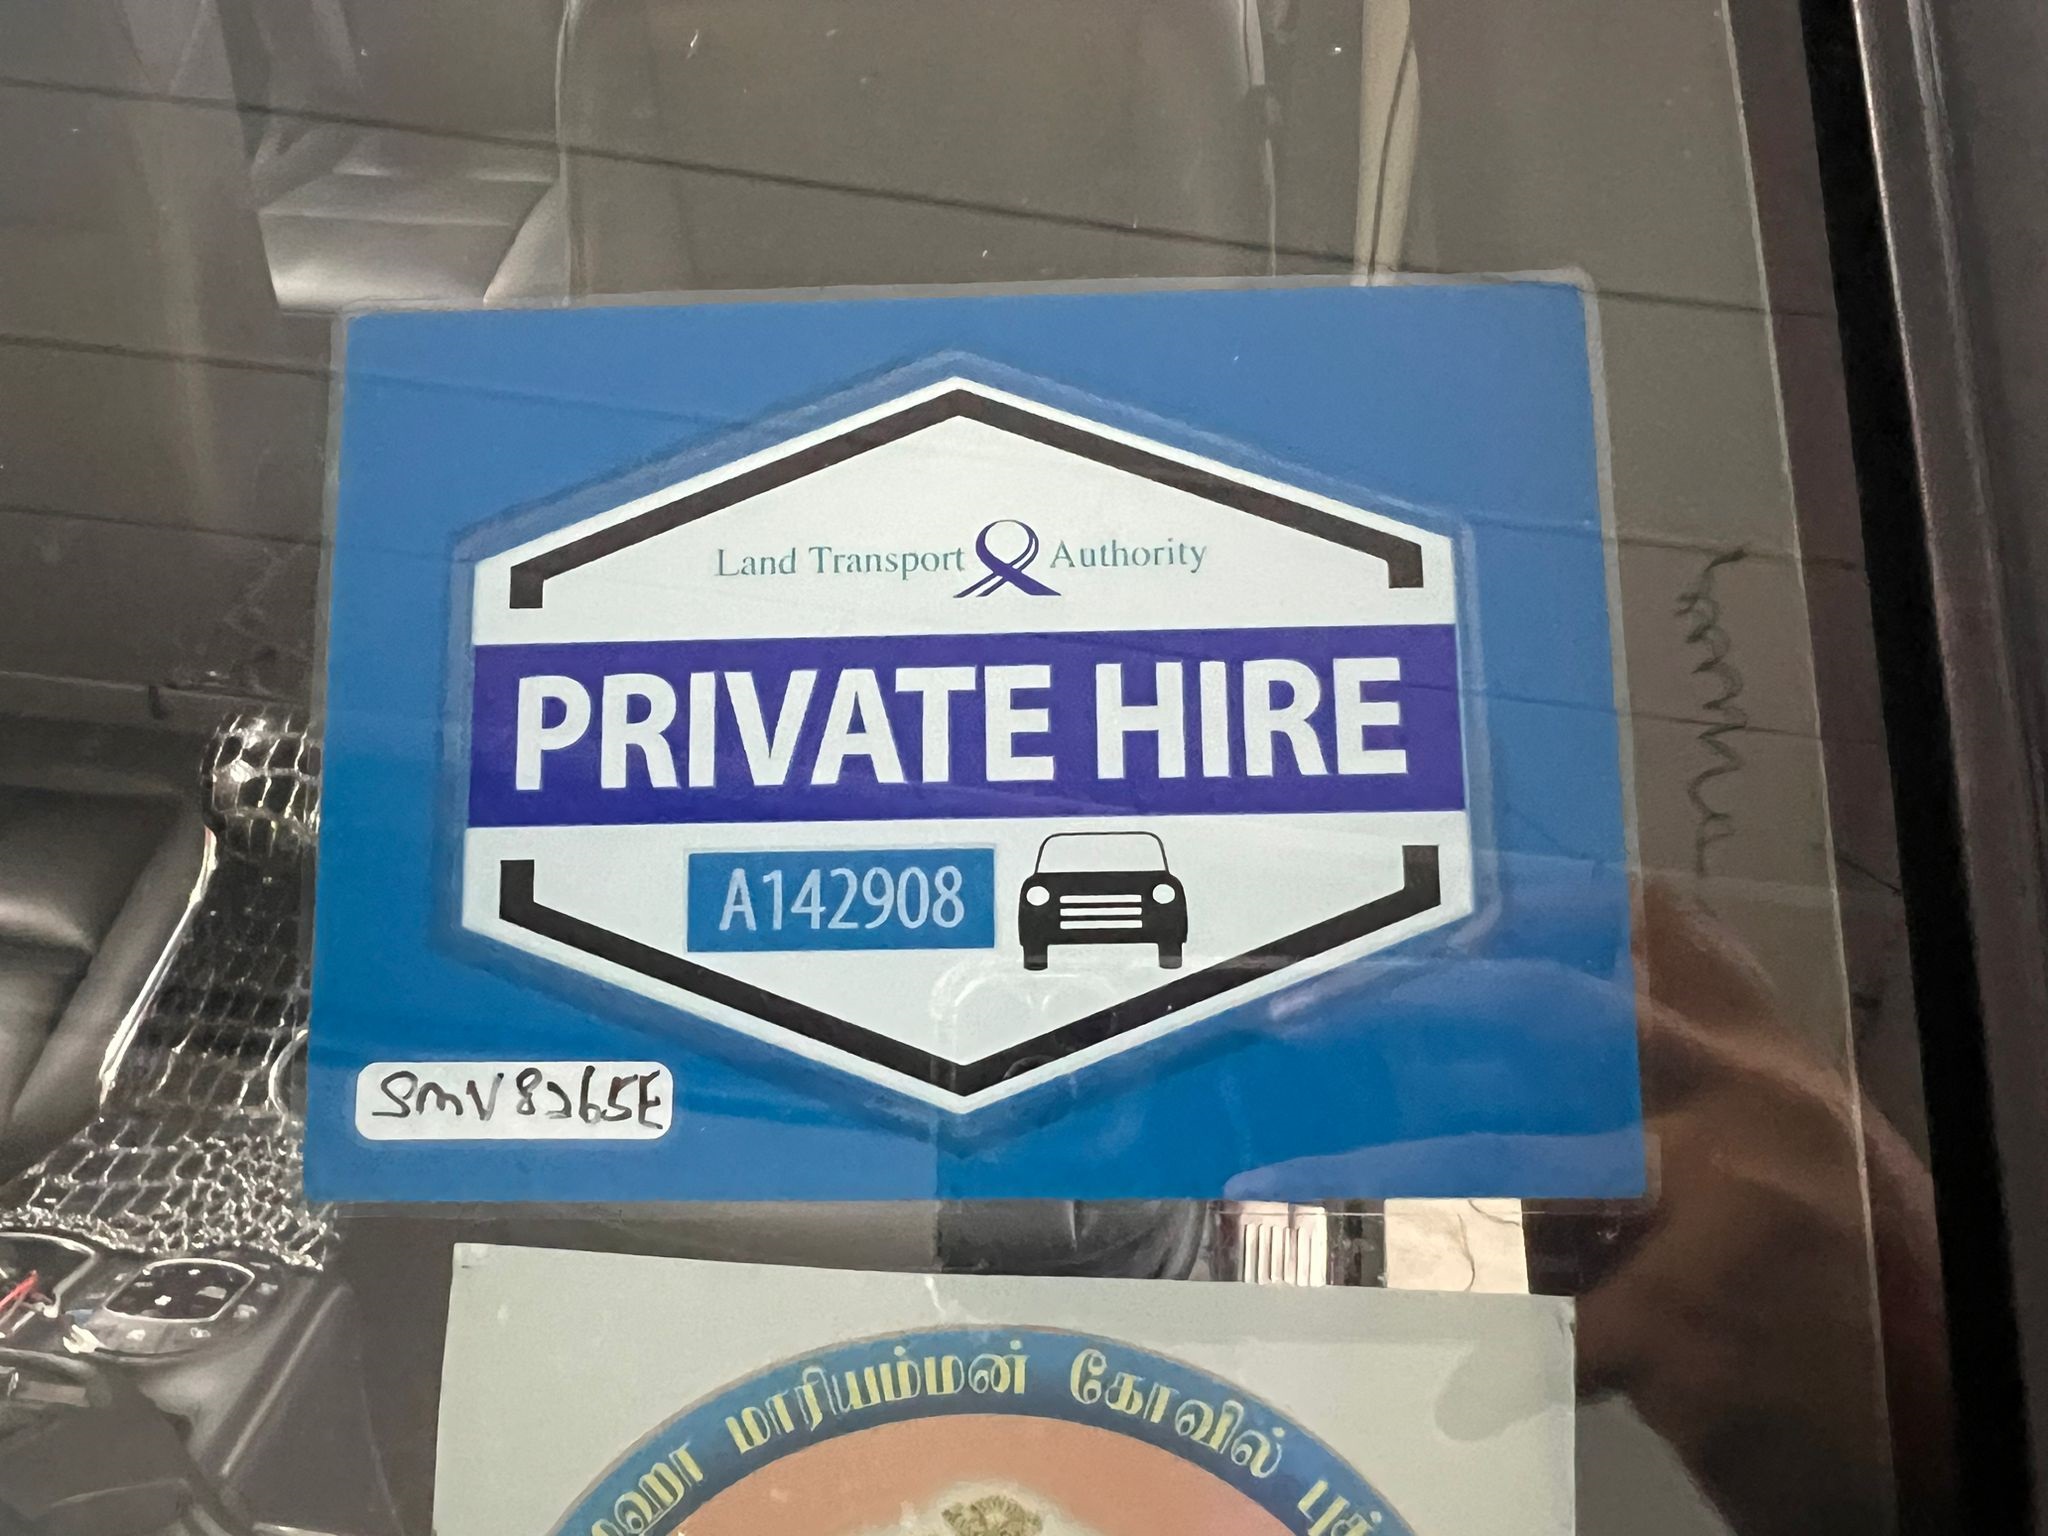 Land Transport Authority
PRIVATE HIRE
A142908
SMV8265E
மாரியம்மன் கோவில்